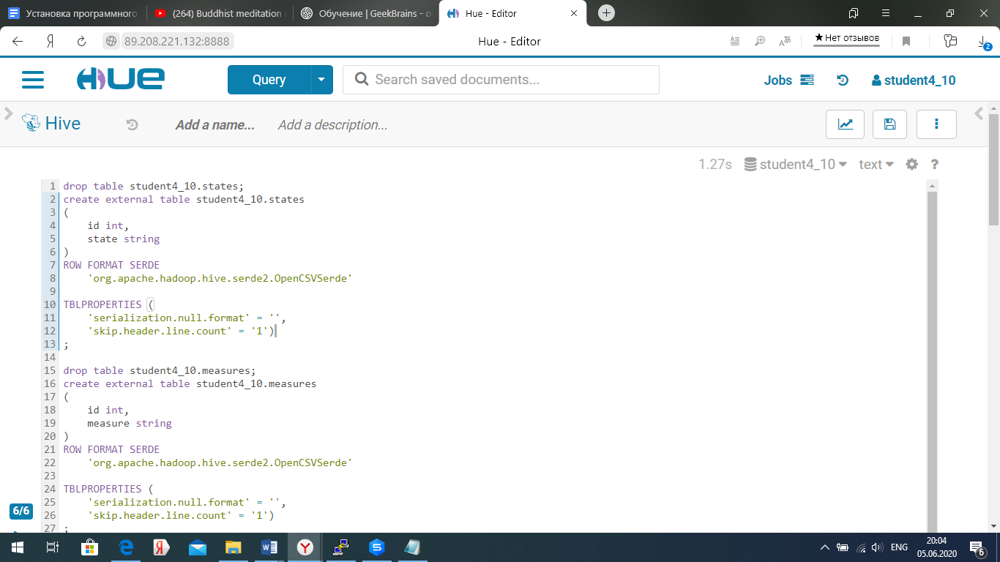 Установка программного
(264) Buddhist meditation
Обучение | GeekBrains - о
Hue - Editor
89.208.221.132:8888
Hue - Editor
★ Нет отзывов
2
HUE
Query
Search saved documents...
Jobs
student4_10
Hive
Add a name...
Add a description...
1.27s
student4_10
text
?
1 drop table student4_10.states;
2 create external table student4_10.states
3 (
4     id int,
5     state string
6 )
7 ROW FORMAT SERDE
8     'org.apache.hadoop.hive.serde2.OpenCSVSerde'
9
10 TBLPROPERTIES (
11     'serialization.null.format' = '',
12     'skip.header.line.count' = '1')
13 ;
14
15 drop table student4_10.measures;
16 create external table student4_10.measures
17 (
18     id int,
19     measure string
20 )
21 ROW FORMAT SERDE
22     'org.apache.hadoop.hive.serde2.OpenCSVSerde'
23
24 TBLPROPERTIES (
25     'serialization.null.format' = '',
26     'skip.header.line.count' = '1')
27 ;
6/6
ENG
20:04
05.06.2020
6